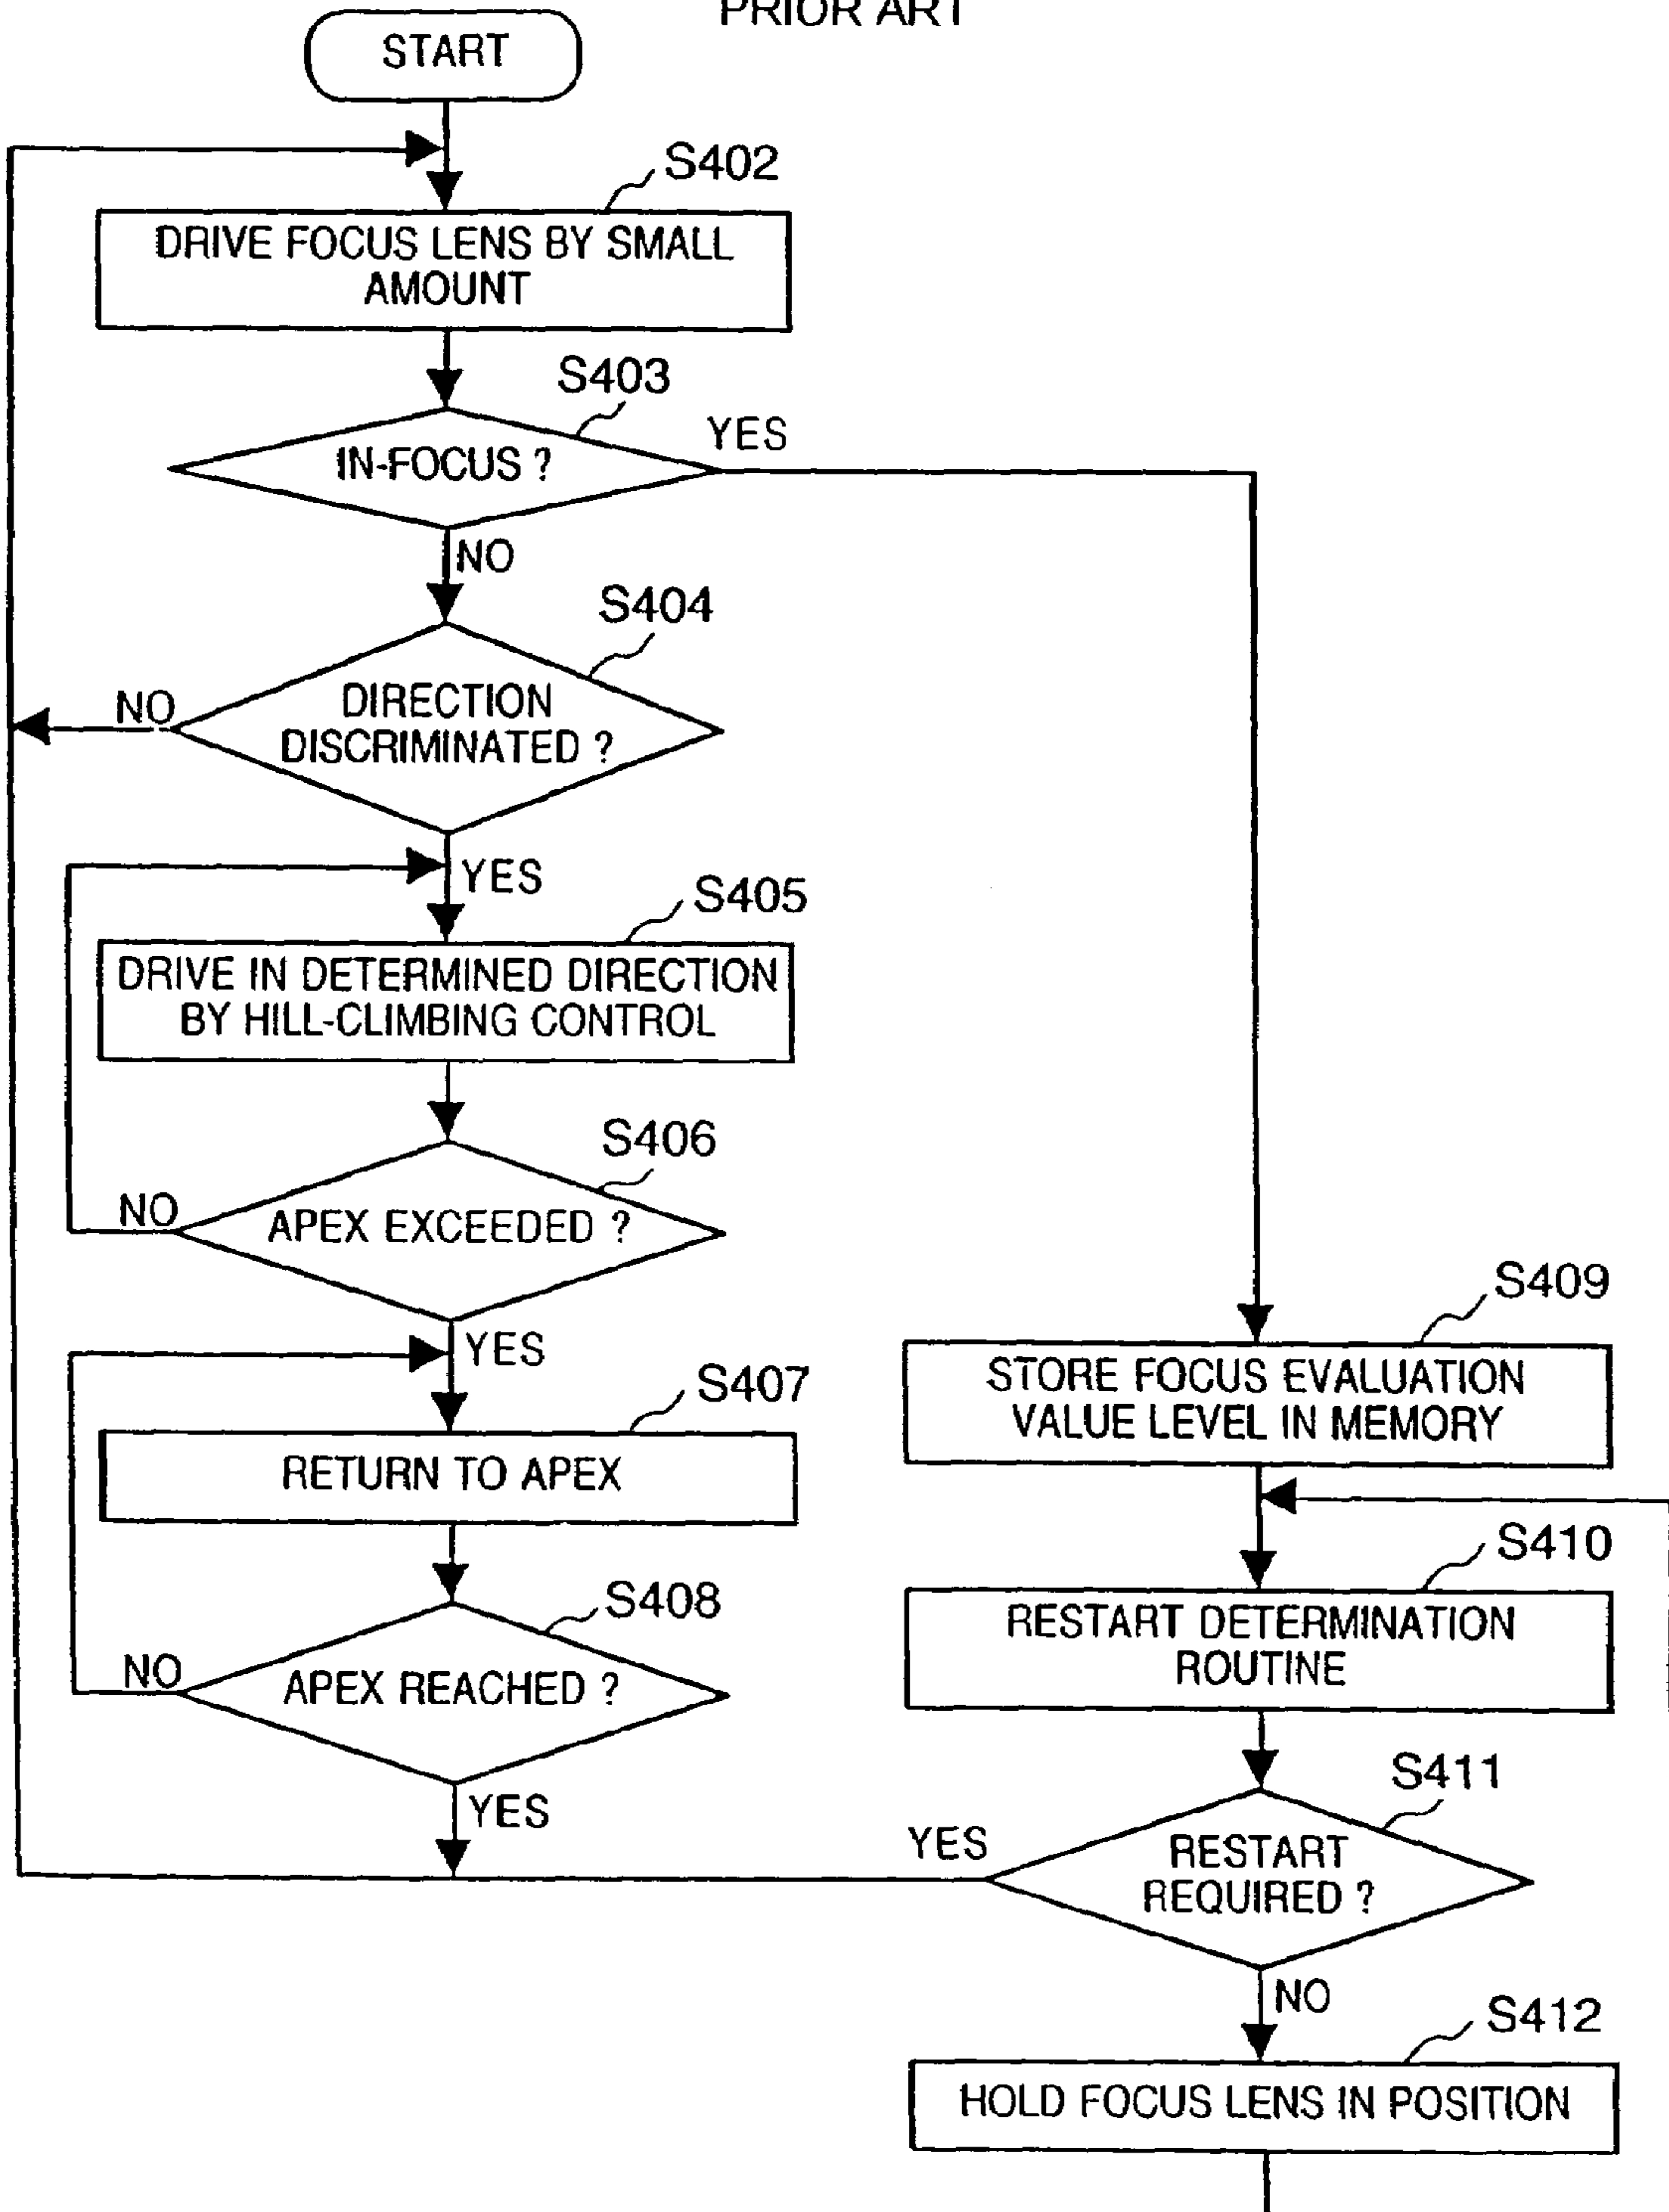 PRIOR ART
START
S402
DRIVE FOCUS LENS BY SMALL
AMOUNT
S403
IN-FOCUS ?
YES
NO
S404
DIRECTION
DISCRIMINATED ?
NO
YES
S405
DRIVE IN DETERMINED DIRECTION
BY HILL-CLIMBING CONTROL
S406
APEX EXCEEDED ?
NO
YES
S407
RETURN TO APEX
S408
APEX REACHED ?
NO
YES
S409
STORE FOCUS EVALUATION
VALUE LEVEL IN MEMORY
S410
RESTART DETERMINATION
ROUTINE
S411
RESTART
REQUIRED ?
YES
NO
S412
HOLD FOCUS LENS IN POSITION